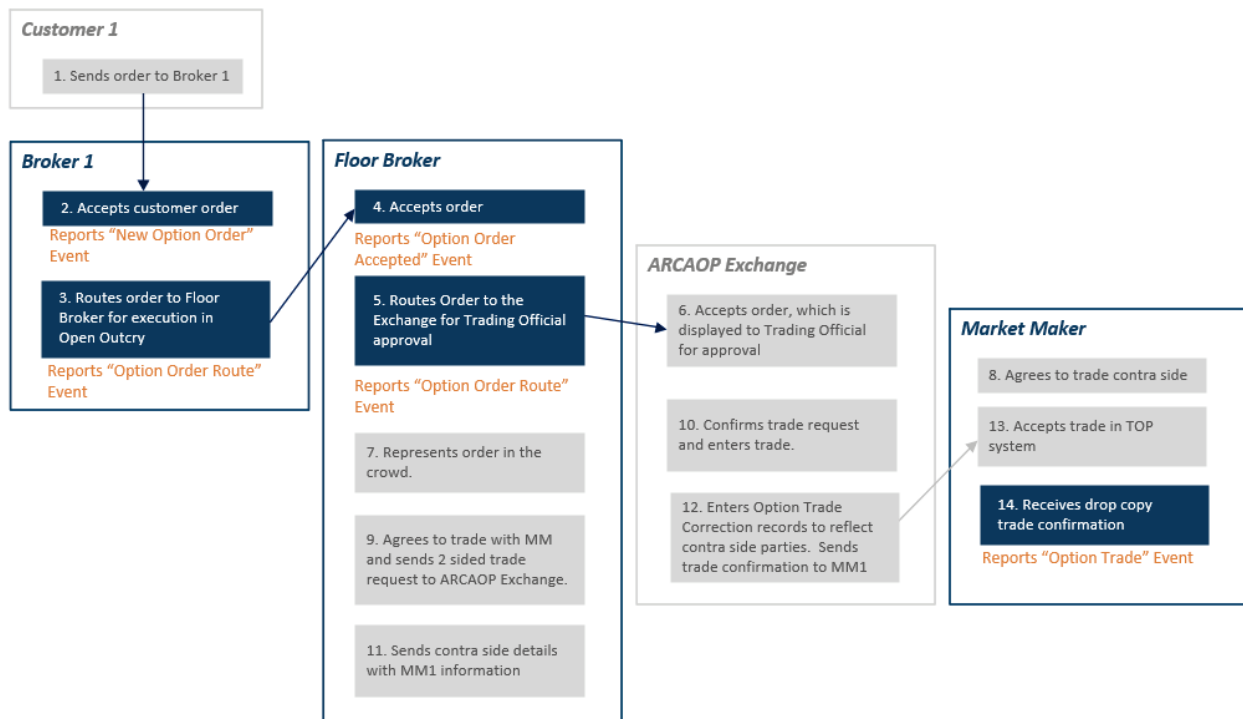 Customer 1
1. Sends order to Broker 1
Broker 1
2. Accepts customer order
Reports “New Option Order”
Event
3. Routes order to Floor
Broker for execution in
Open Outcry
Reports “Option Order Route”
Event
Floor Broker
4. Accepts order
Reports “Option Order
Accepted” Event
5. Routes Order to the
Exchange for Trading Official
approval
Reports “Option Order Route”
Event
7. Represents order in the
crowd.
9. Agrees to trade with MM
and sends 2 sided trade
request to ARCAOP Exchange.
11. Sends contra side details
with MM1 information
ARCAOP Exchange
6. Accepts order, which is
displayed to Trading Official
for approval
10. Confirms trade request
and enters trade.
12. Enters Option Trade
Correction records to reflect
contra side parties.  Sends
trade confirmation to MM1
Market Maker
8. Agrees to trade contra side
13. Accepts trade in TOP
system
14. Receives drop copy
trade confirmation
Reports “Option Trade” Event